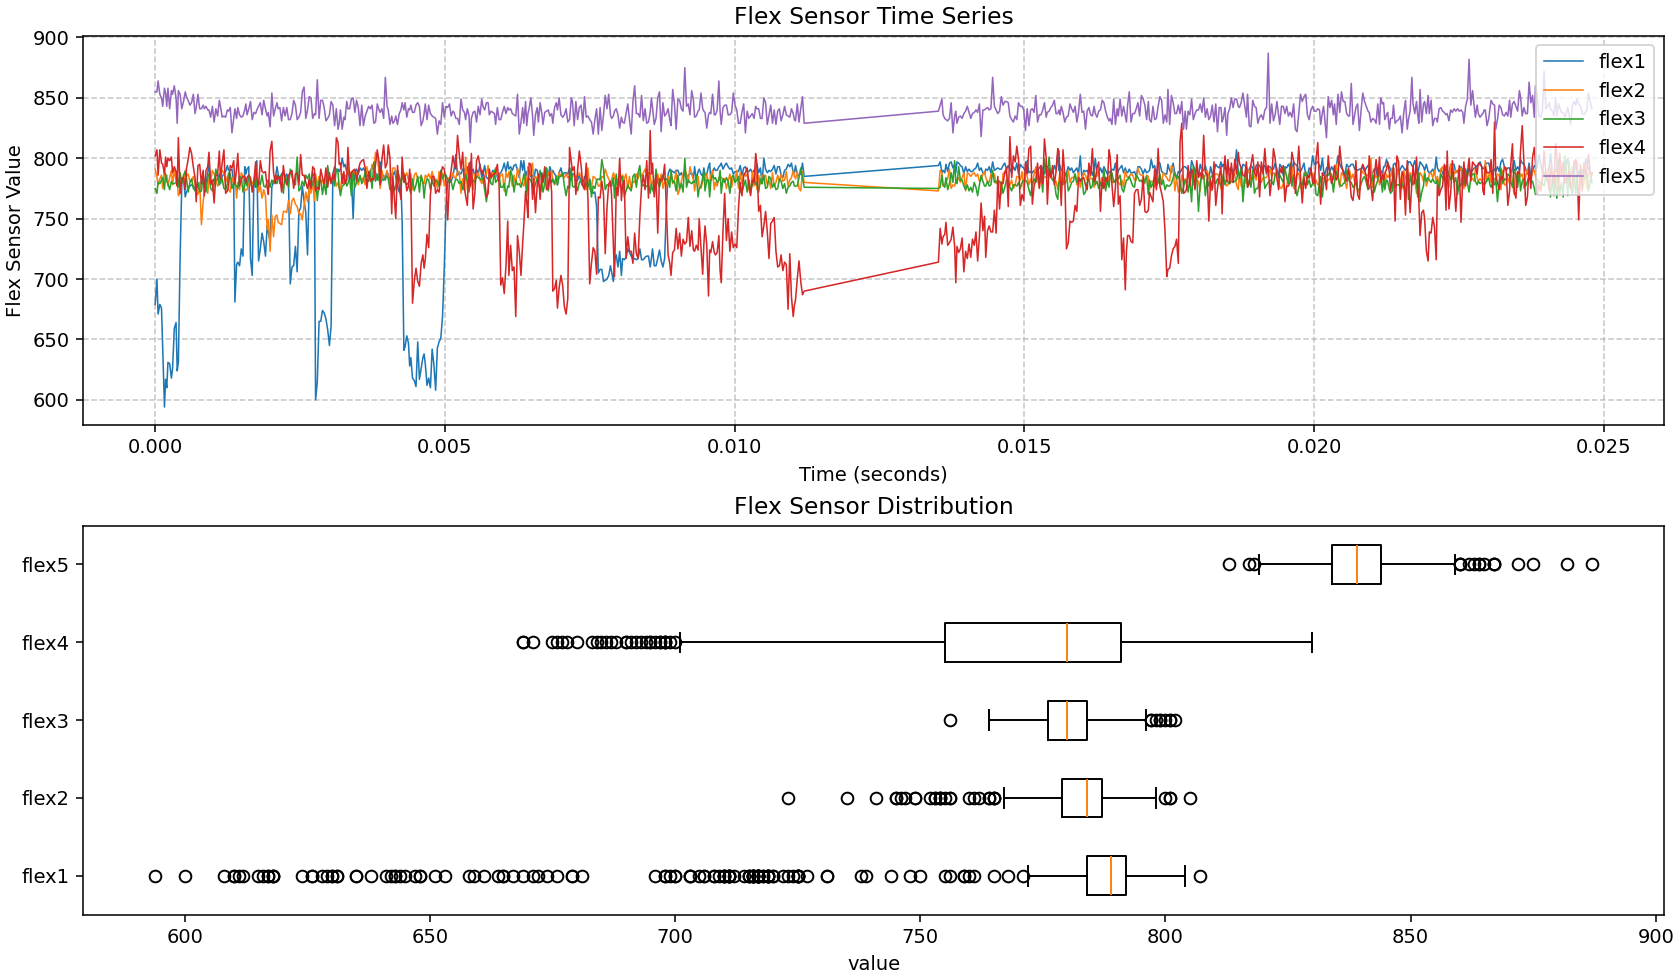 Flex Sensor Time Series
Flex Sensor Value
900
850
800
750
700
650
600
flex1
flex2
flex3
flex4
flex5
0.000
0.005
0.010
0.015
0.020
0.025
Time (seconds)
Flex Sensor Distribution
flex5
flex4
flex3
flex2
flex1
600
650
700
750
800
850
900
value